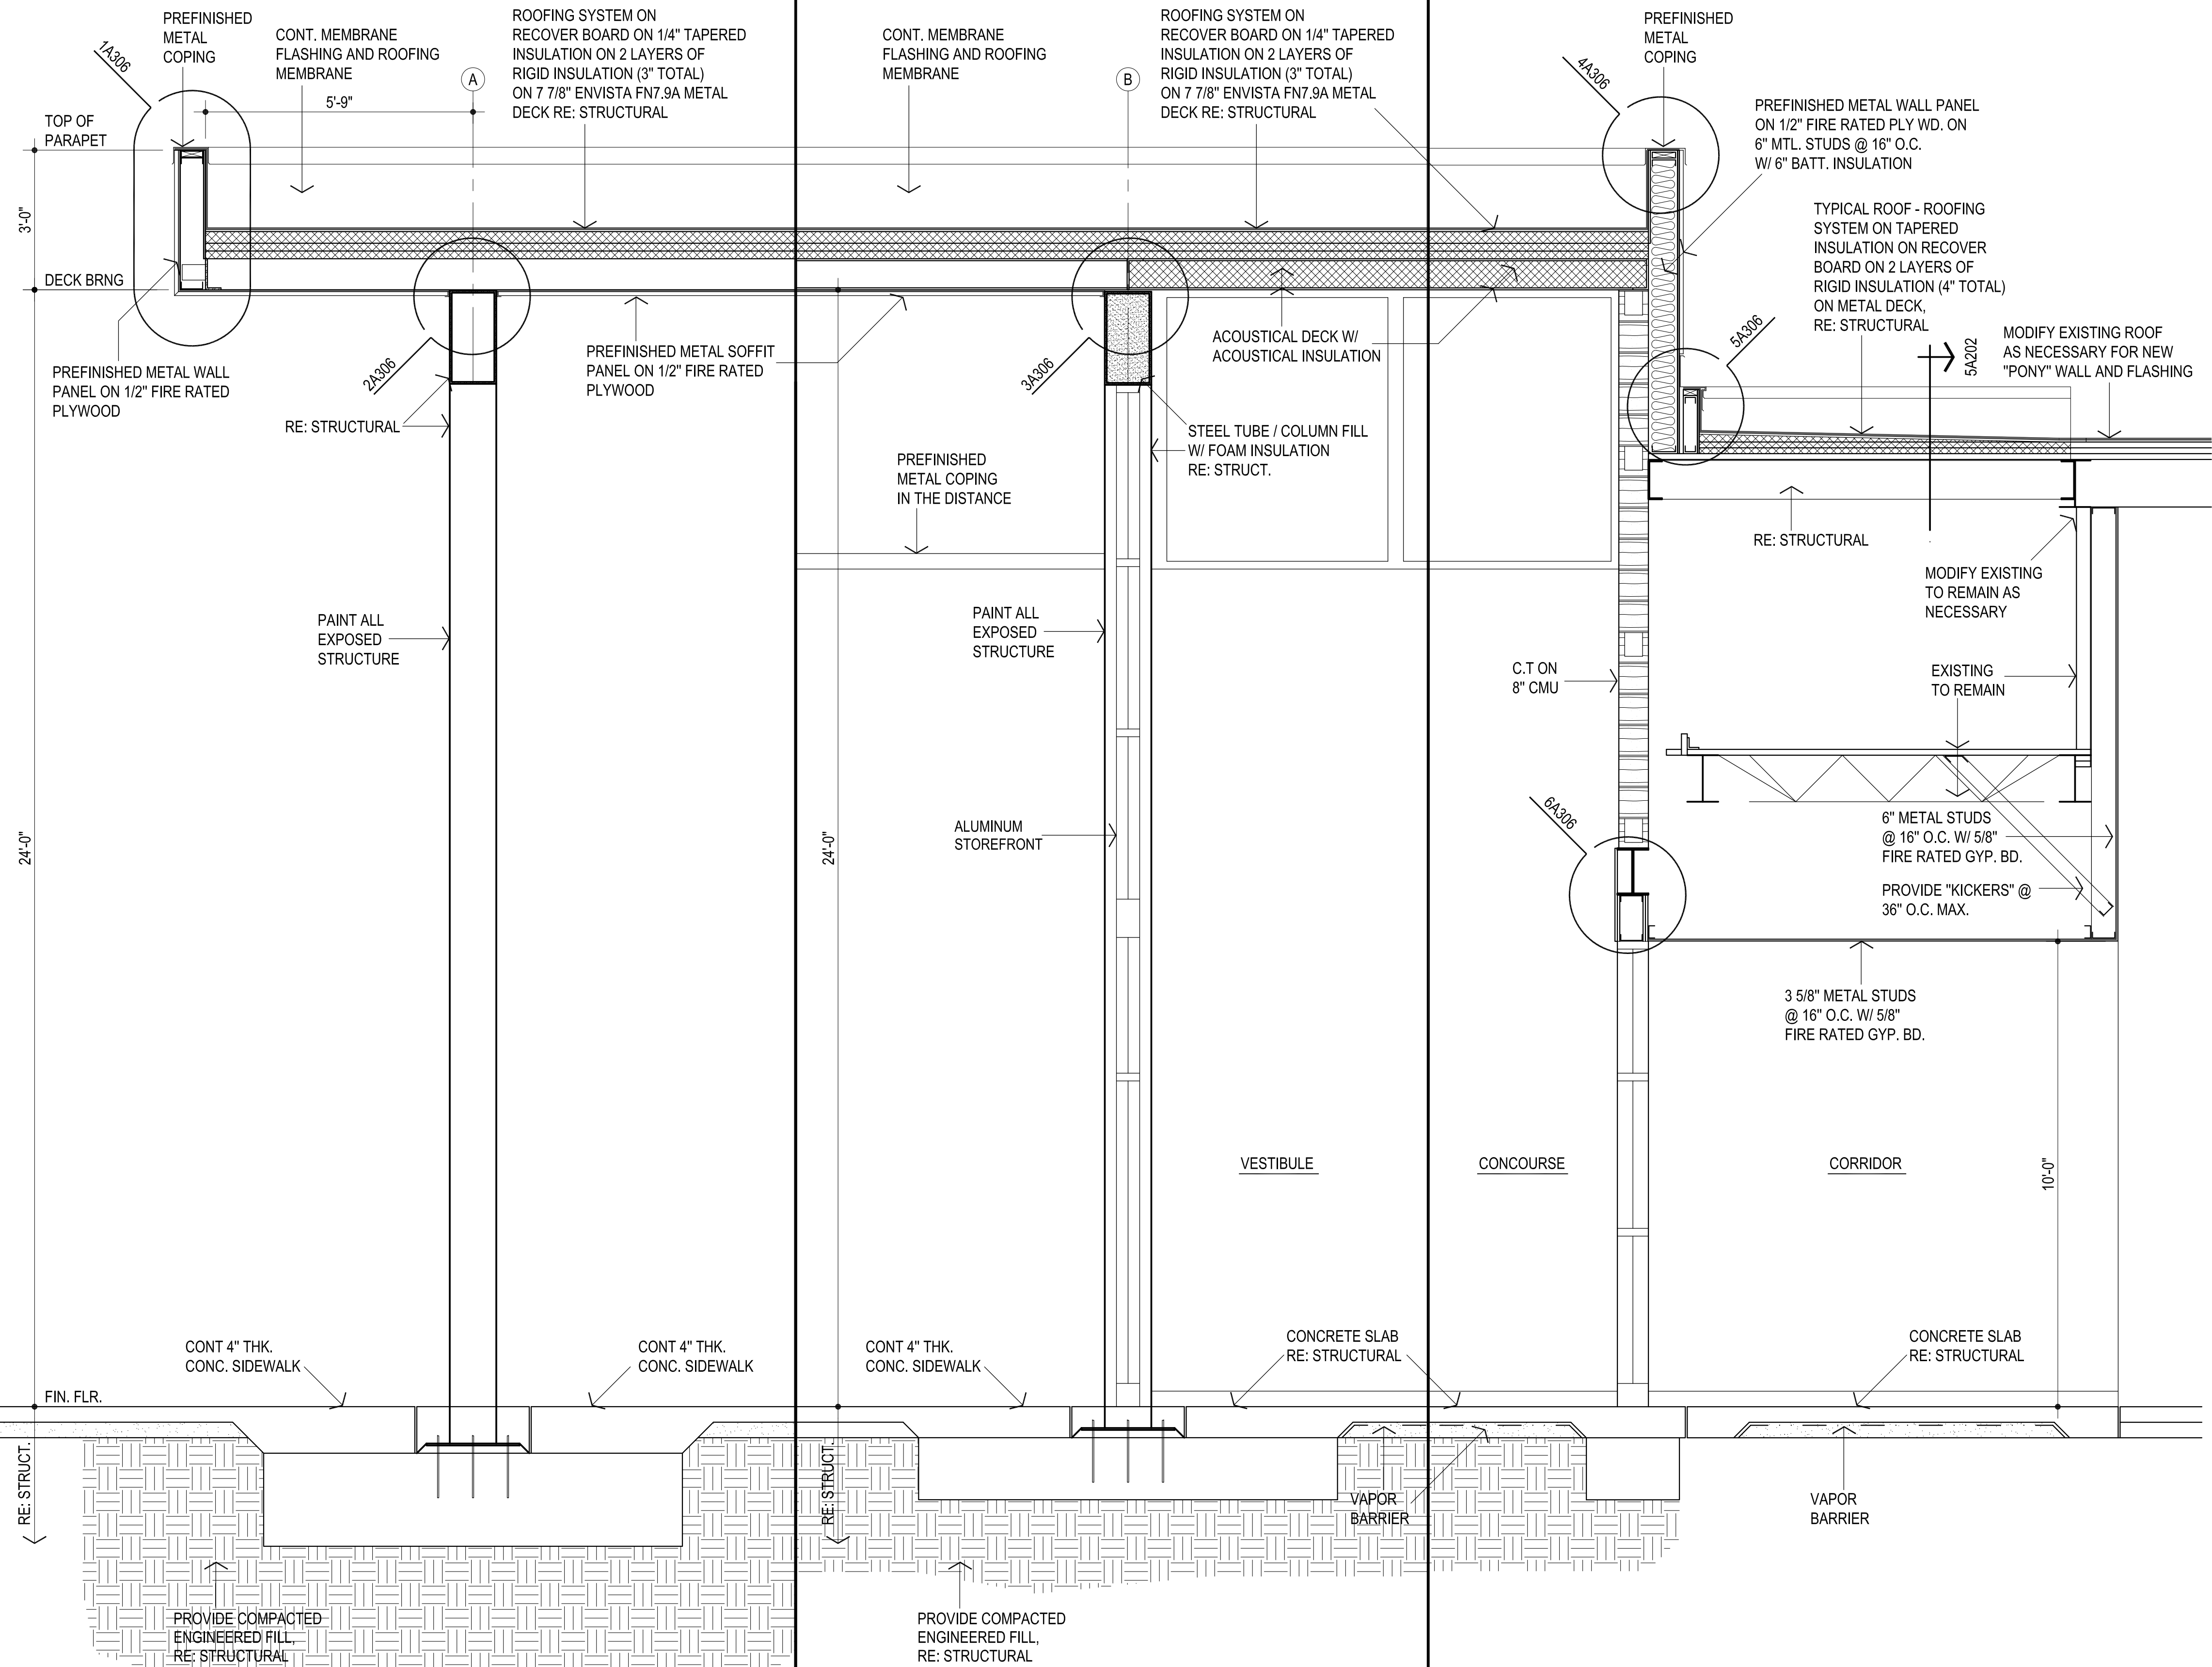 PREFINISHED
METAL
COPING
1A306
CONT. MEMBRANE
FLASHING AND ROOFING
MEMBRANE
5'-9"
A
ROOFING SYSTEM ON
RECOVER BOARD ON 1/4" TAPERED
INSULATION ON 2 LAYERS OF
RIGID INSULATION (3" TOTAL)
ON 7 7/8" ENVISTA FN7.9A METAL
DECK RE: STRUCTURAL
CONT. MEMBRANE
FLASHING AND ROOFING
MEMBRANE
B
ROOFING SYSTEM ON
RECOVER BOARD ON 1/4" TAPERED
INSULATION ON 2 LAYERS OF
RIGID INSULATION (3" TOTAL)
ON 7 7/8" ENVISTA FN7.9A METAL
DECK RE: STRUCTURAL
4A306
PREFINISHED
METAL
COPING
PREFINISHED METAL WALL PANEL
ON 1/2" FIRE RATED PLY WD. ON
6" MTL. STUDS @ 16" O.C.
W/ 6" BATT. INSULATION
TYPICAL ROOF - ROOFING
SYSTEM ON TAPERED
INSULATION ON RECOVER
BOARD ON 2 LAYERS OF
RIGID INSULATION (4" TOTAL)
ON METAL DECK,
RE: STRUCTURAL
5A306
5A202
MODIFY EXISTING ROOF
AS NECESSARY FOR NEW
"PONY" WALL AND FLASHING
TOP OF
PARAPET
3'-0"
DECK BRNG
PREFINISHED METAL WALL
PANEL ON 1/2" FIRE RATED
PLYWOOD
2A306
RE: STRUCTURAL
PREFINISHED METAL SOFFIT
PANEL ON 1/2" FIRE RATED
PLYWOOD
3A306
ACOUSTICAL DECK W/
ACOUSTICAL INSULATION
STEEL TUBE / COLUMN FILL
W/ FOAM INSULATION
RE: STRUCT.
PREFINISHED
METAL COPING
IN THE DISTANCE
RE: STRUCTURAL
MODIFY EXISTING
TO REMAIN AS
NECESSARY
PAINT ALL
EXPOSED
STRUCTURE
PAINT ALL
EXPOSED
STRUCTURE
C.T ON
8" CMU
EXISTING
TO REMAIN
24'-0"
24'-0"
ALUMINUM
STOREFRONT
6A306
6" METAL STUDS
@ 16" O.C. W/ 5/8"
FIRE RATED GYP. BD.
PROVIDE "KICKERS" @
36" O.C. MAX.
3 5/8" METAL STUDS
@ 16" O.C. W/ 5/8"
FIRE RATED GYP. BD.
VESTIBULE
CONCOURSE
CORRIDOR
10'-0"
CONT 4" THK.
CONC. SIDEWALK
CONT 4" THK.
CONC. SIDEWALK
CONT 4" THK.
CONC. SIDEWALK
CONCRETE SLAB
RE: STRUCTURAL
CONCRETE SLAB
RE: STRUCTURAL
FIN. FLR.
RE: STRUCT.
RE: STRUCT.
VAPOR
BARRIER
VAPOR
BARRIER
PROVIDE COMPACTED
ENGINEERED FILL,
RE: STRUCTURAL
PROVIDE COMPACTED
ENGINEERED FILL,
RE: STRUCTURAL